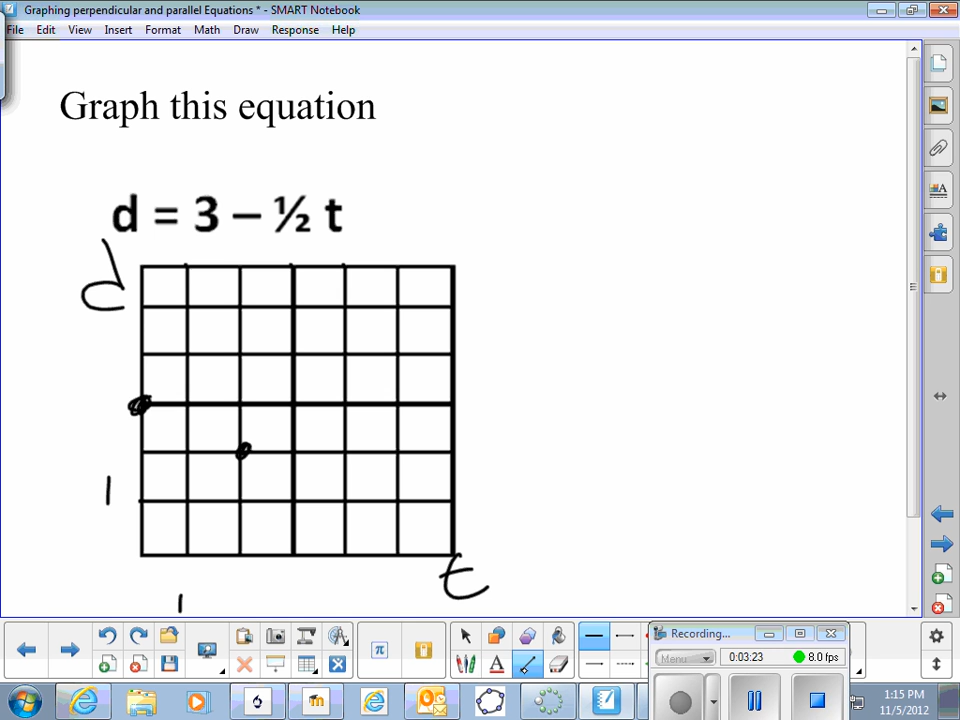 Graphing perpendicular and parallel Equations * - SMART Notebook
File Edit View Insert Format Math Draw Response Help
Graph this equation
d = 3 – ½ t
d
1
t
1
π
A
Recording...
Menu
0:03:23
8.0 fps
1:15 PM
11/5/2012